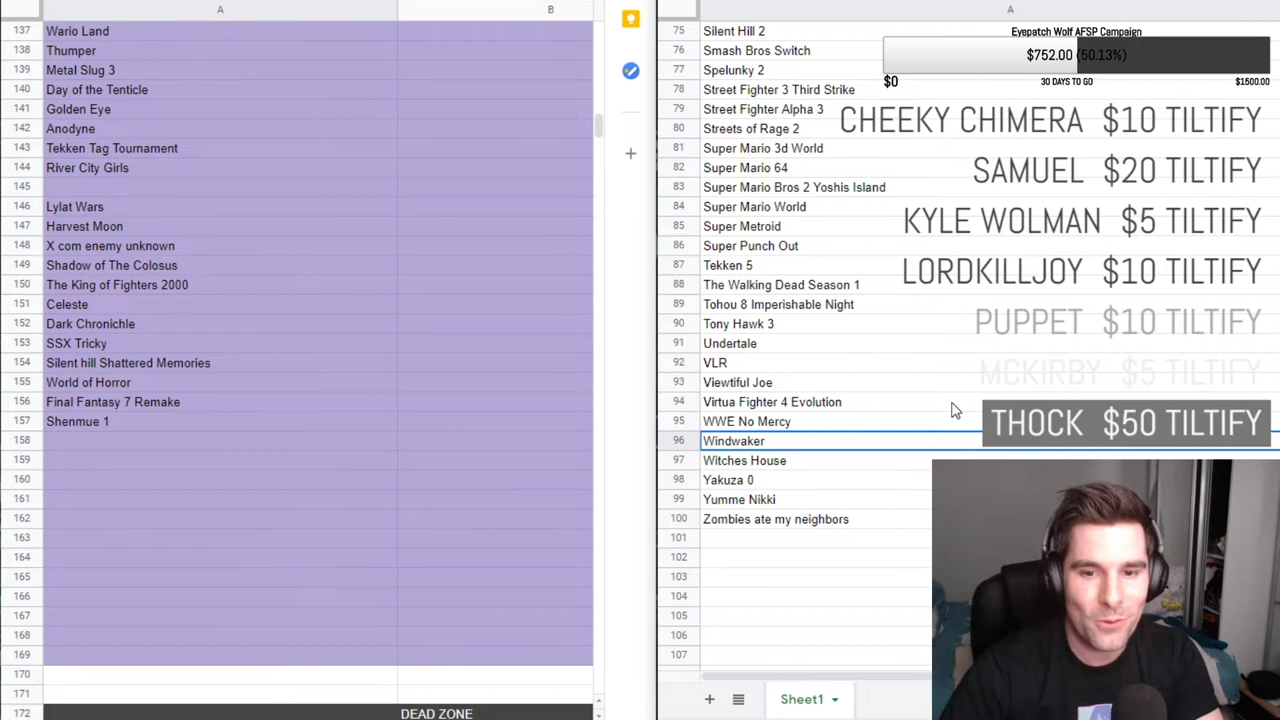 A
B
137 Wario Land
138 Thumper
139 Metal Slug 3
140 Day of the Tenticle
141 Golden Eye
142 Anodyne
143 Tekken Tag Tournament
144 River City Girls
145
146 Lylat Wars
147 Harvest Moon
148 X com enemy unknown
149 Shadow of The Colosus
150 The King of Fighters 2000
151 Celeste
152 Dark Chronichle
153 SSX Tricky
154 Silent hill Shattered Memories
155 World of Horror
156 Final Fantasy 7 Remake
157 Shenmue 1
158
159
160
161
162
163
164
165
166
167
168
169
170
171
172 DEAD ZONE
A
75 Silent Hill 2
76 Smash Bros Switch
77 Spelunky 2
78 Street Fighter 3 Third Strike
79 Street Fighter Alpha 3
80 Streets of Rage 2
81 Super Mario 3d World
82 Super Mario 64
83 Super Mario Bros 2 Yoshis Island
84 Super Mario World
85 Super Metroid
86 Super Punch Out
87 Tekken 5
88 The Walking Dead Season 1
89 Tohou 8 Imperishable Night
90 Tony Hawk 3
91 Undertale
92 VLR
93 Viewtiful Joe
94 Virtua Fighter 4 Evolution
95 WWE No Mercy
96 Windwaker
97 Witches House
98 Yakuza 0
99 Yumme Nikki
100 Zombies ate my neighbors
101
102
103
104
105
106
107
Sheet1
Eyepatch Wolf AFSP Campaign
$752.00 (50.13%)
$0 30 DAYS TO GO $1500.00
CHEEKY CHIMERA $10 TILTIFY
SAMUEL $20 TILTIFY
KYLE WOLMAN $5 TILTIFY
LORDKILLJOY $10 TILTIFY
PUPPET $10 TILTIFY
MCKIRBY $5 TILTIFY
THOCK $50 TILTIFY